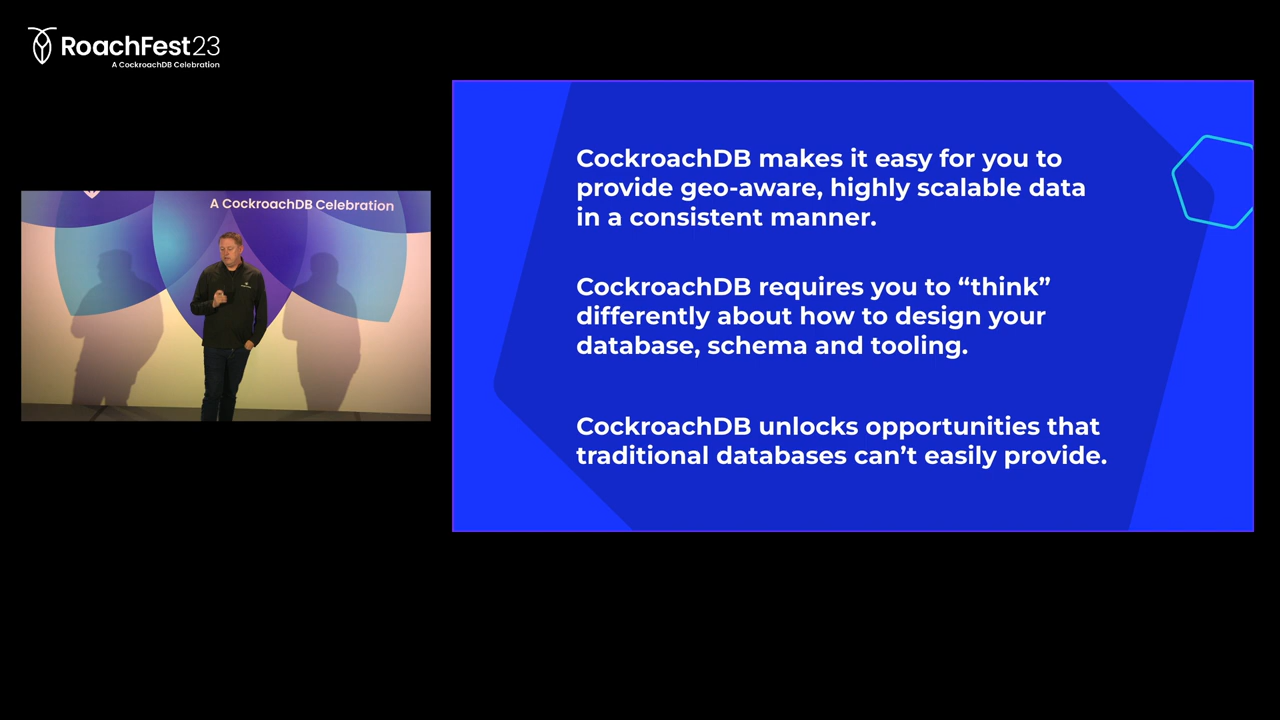 RoachFest23
A CockroachDB Celebration
A CockroachDB Celebration
CockroachDB makes it easy for you to
provide geo-aware, highly scalable data
in a consistent manner.
CockroachDB requires you to “think”
differently about how to design your
database, schema and tooling.
CockroachDB unlocks opportunities that
traditional databases can’t easily provide.